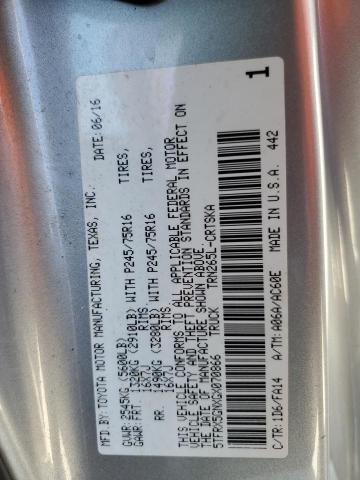 MFD.BY:TOYOTA MOTOR MANUFACTURING, TEXAS, INC. DATE: 06/16
GVWR: 2545KG (5600LB)
GAWR: FRT. 1320KG (2910LB) WITH P245/75R16 TIRES,
16X7J RIMS
RR. 1490KG (3280LB) WITH P245/75R16 TIRES,
16X7J RIMS
THIS VEHICLE CONFORMS TO ALL APPLICABLE FEDERAL MOTOR
VEHICLE SAFETY AND THEFT PREVENTION STANDARDS IN EFFECT ON
THE DATE OF MANUFACTURE SHOWN ABOVE.
5TFRX5GNXGX070866 TRUCK TRN265L-CRTSKA
1
C/TR: 1D6/FA14 A/TM: A06A/AC60E MADE IN U.S.A. 442